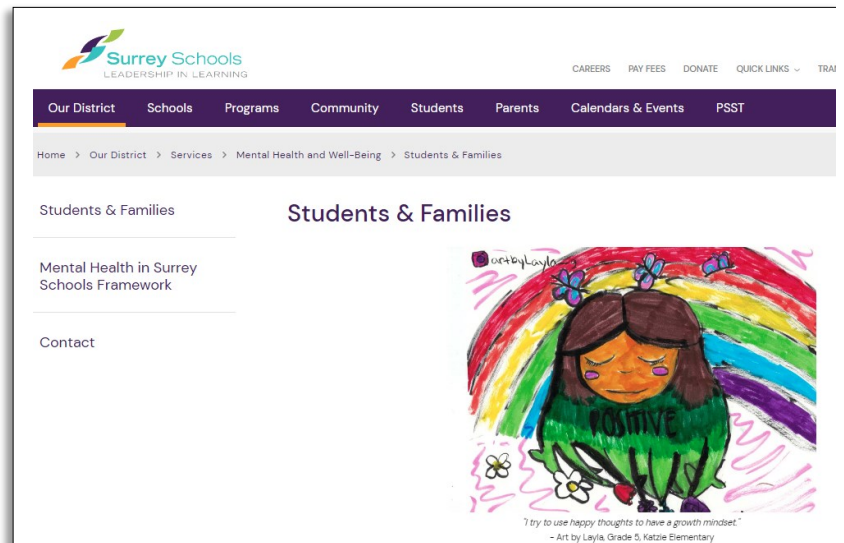 Surrey Schools
LEADERSHIP IN LEARNING
CAREERS PAY FEES DONATE QUICK LINKS TRAN
Our District Schools Programs Community Students Parents Calendars & Events PSST
Home > Our District > Services > Mental Health and Well-Being > Students & Families
Students & Families
Mental Health in Surrey
Schools Framework
Contact
Students & Families
artbyLayla
POSITIVE
"I try to use happy thoughts to have a growth mindset."
- Art by Layla, Grade 5, Katzie Elementary